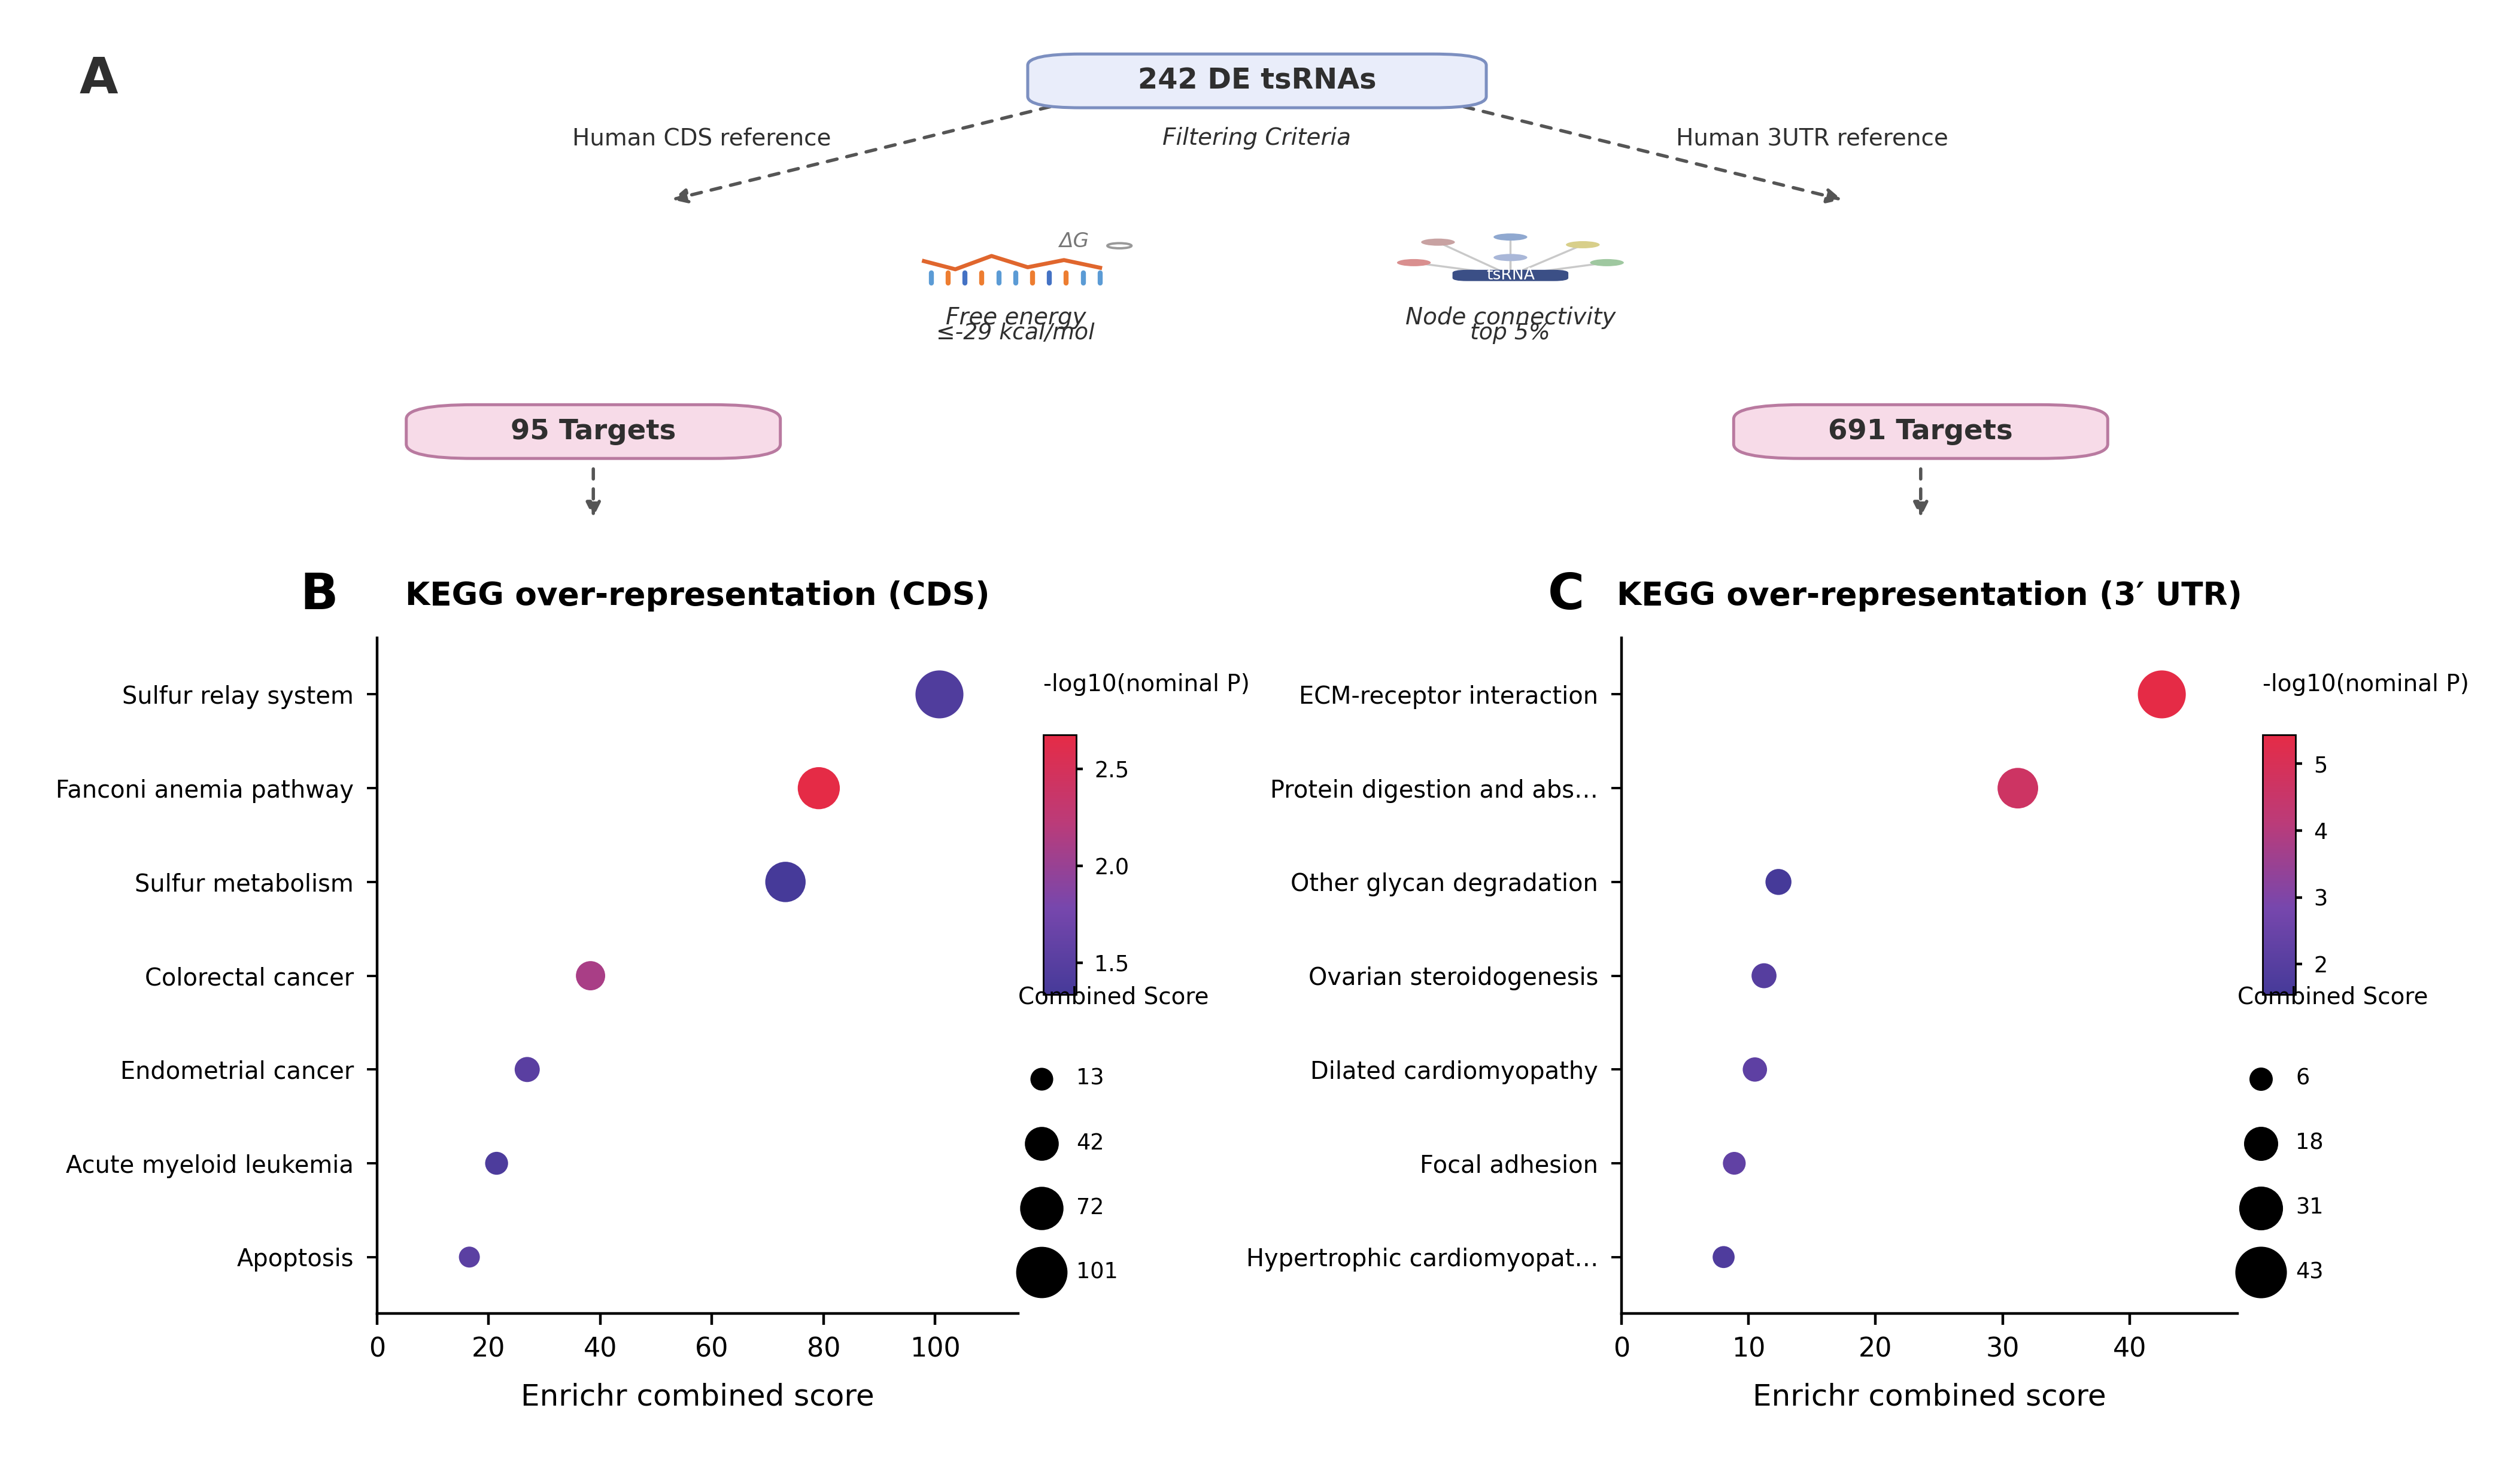 A
242 DE tsRNAs
Human CDS reference
Filtering Criteria
Human 3UTR reference
ΔG
tsRNA
Free energy
≤-29 kcal/mol
Node connectivity
top 5%
95 Targets
691 Targets
B
KEGG over-representation (CDS)
Sulfur relay system
Fanconi anemia pathway
Sulfur metabolism
Colorectal cancer
Endometrial cancer
Acute myeloid leukemia
Apoptosis
0 20 40 60 80 100
Enrichr combined score
-log10(nominal P)
2.5
2.0
1.5
Combined Score
13
42
72
101
C
KEGG over-representation (3′ UTR)
ECM-receptor interaction
Protein digestion and abs…
Other glycan degradation
Ovarian steroidogenesis
Dilated cardiomyopathy
Focal adhesion
Hypertrophic cardiomyopat…
0 10 20 30 40
Enrichr combined score
-log10(nominal P)
5
4
3
2
Combined Score
6
18
31
43